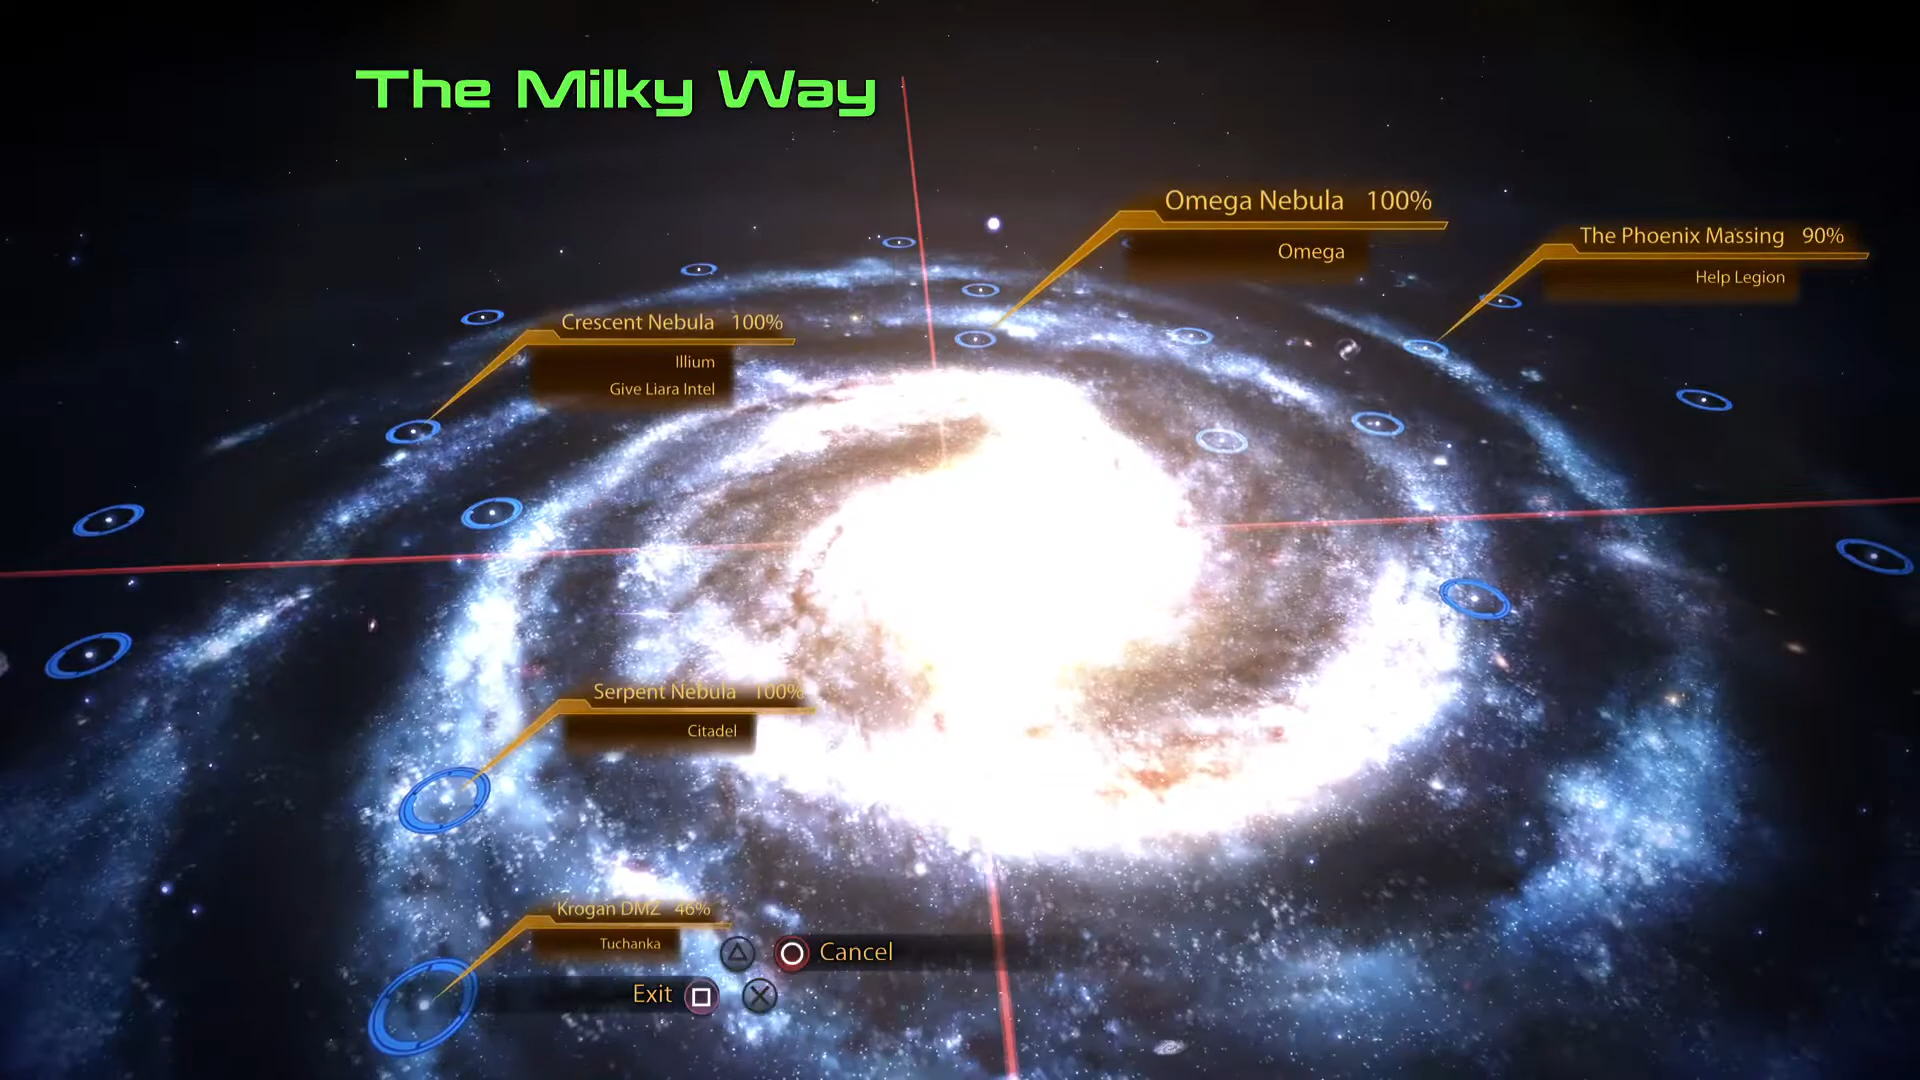 The Milky Way
Omega Nebula 100%
Omega
The Phoenix Massing 90%
Help Legion
Crescent Nebula 100%
Illium
Give Liara Intel
Serpent Nebula 100%
Citadel
Krogan DMZ 46%
Tuchanka
Cancel
Exit